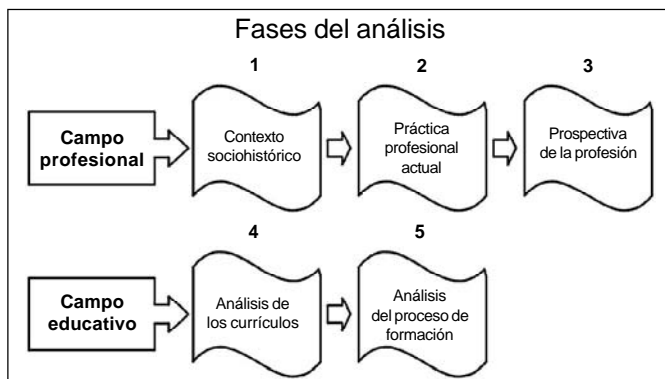 Fases del análisis
1
2
3
Campo
profesional
Contexto
sociohistórico
Práctica
profesional
actual
Prospectiva
de la profesión
4
5
Campo
educativo
Análisis de
los currículos
Análisis
del proceso de
formación